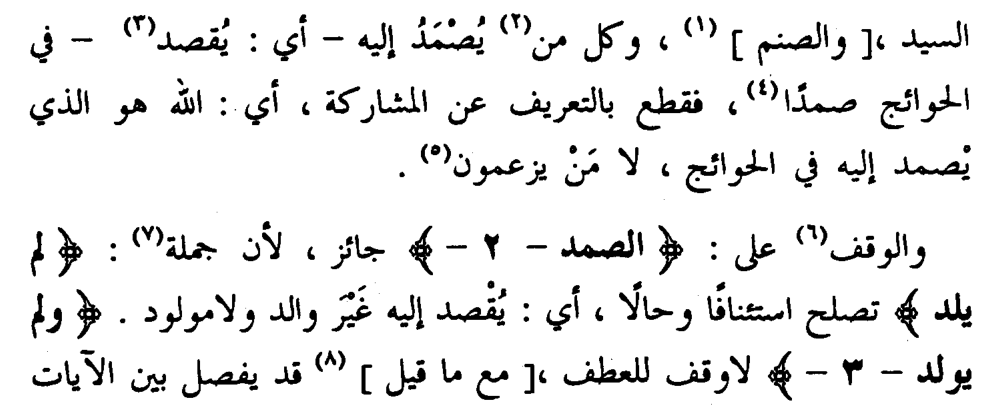 السيد ،[ والصنم ] (١) ، وكل من(٢) يُصْمَدُ إليه – أي : يُقصد(٣) – في
الحوائج صمدًا(٤) ، فقطع بالتعريف عن المشاركة ، أي : الله هو الذي
يْصمد إليه في الحوائج ، لا مَنْ يزعمون(٥) .
والوقف(٦) على : ﴿ الصمد – ٢ – ﴾ جائز ، لأن جملة(٧) : ﴿ لم
يلد ﴾ تصلح استئنافًا وحالًا ، أي : يُقْصد إليه غَيْرَ والد ولامولود . ﴿ ولم
يولد – ٣ – ﴾ لاوقف للعطف ،[ مع ما قيل ] (٨) قد يفصل بين الآيات